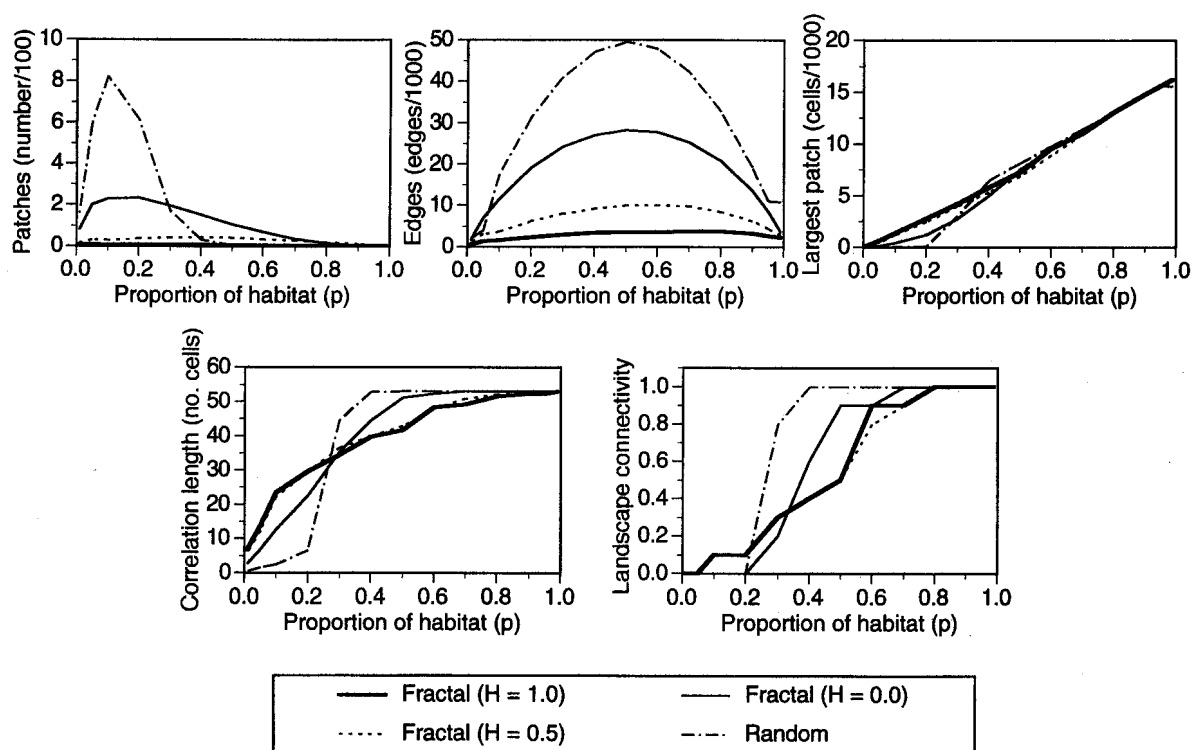 Patches (number/100)
10
8
6
4
2
0
0.0 0.2 0.4 0.6 0.8 1.0
Proportion of habitat (p)
Edges (edges/1000)
50
40
30
20
10
0
0.0 0.2 0.4 0.6 0.8 1.0
Proportion of habitat (p)
Largest patch (cells/1000)
20
15
10
5
0
0.0 0.2 0.4 0.6 0.8 1.0
Proportion of habitat (p)
Correlation length (no. cells)
60
50
40
30
20
10
0
0.0 0.2 0.4 0.6 0.8 1.0
Proportion of habitat (p)
Landscape connectivity
1.0
0.8
0.6
0.4
0.2
0.0
0.0 0.2 0.4 0.6 0.8 1.0
Proportion of habitat (p)
Fractal (H = 1.0) Fractal (H = 0.0)
Fractal (H = 0.5) Random